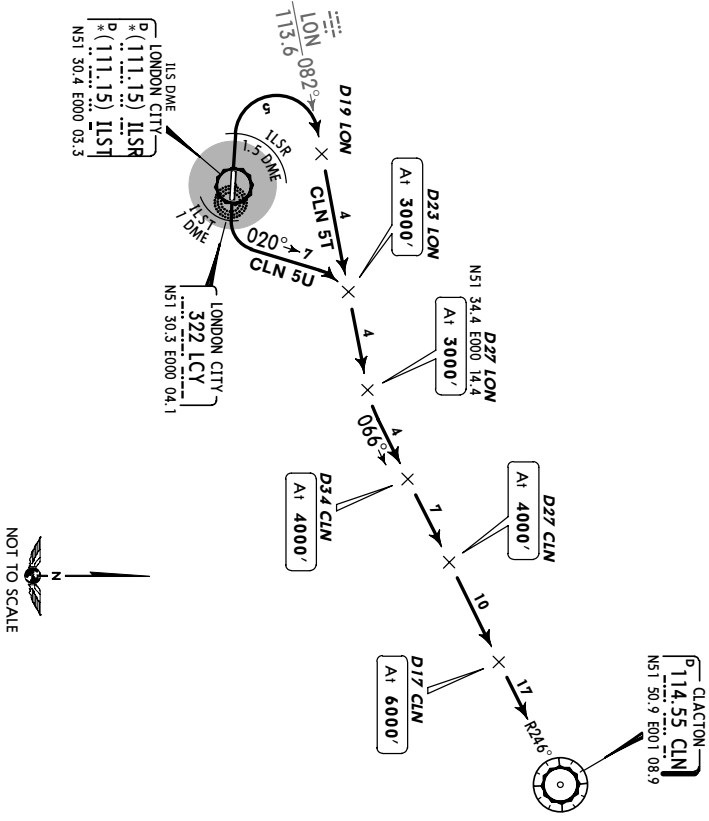 LON
113.6 082°
D19 LON
D23 LON
At 3000'
D27 LON
N51 34.4 E000 14.4
At 3000'
D27 CLN
At 4000'
CLACTON
D
114.55 CLN
N51 50.9 E001 08.9
5
4
CLN 5T
ILSR
1.5 DME
ILST
1 DME
020°
7
CLN 5U
4
4
066°
7
10
17
R246°
ILS DME
LONDON CITY
D
*(111.15) ILSR
D
*(111.15) ILST
N51 30.4 E000 03.3
LONDON CITY
322 LCY
N51 30.3 E000 04.1
D34 CLN
At 4000'
D17 CLN
At 6000'
N
NOT TO SCALE